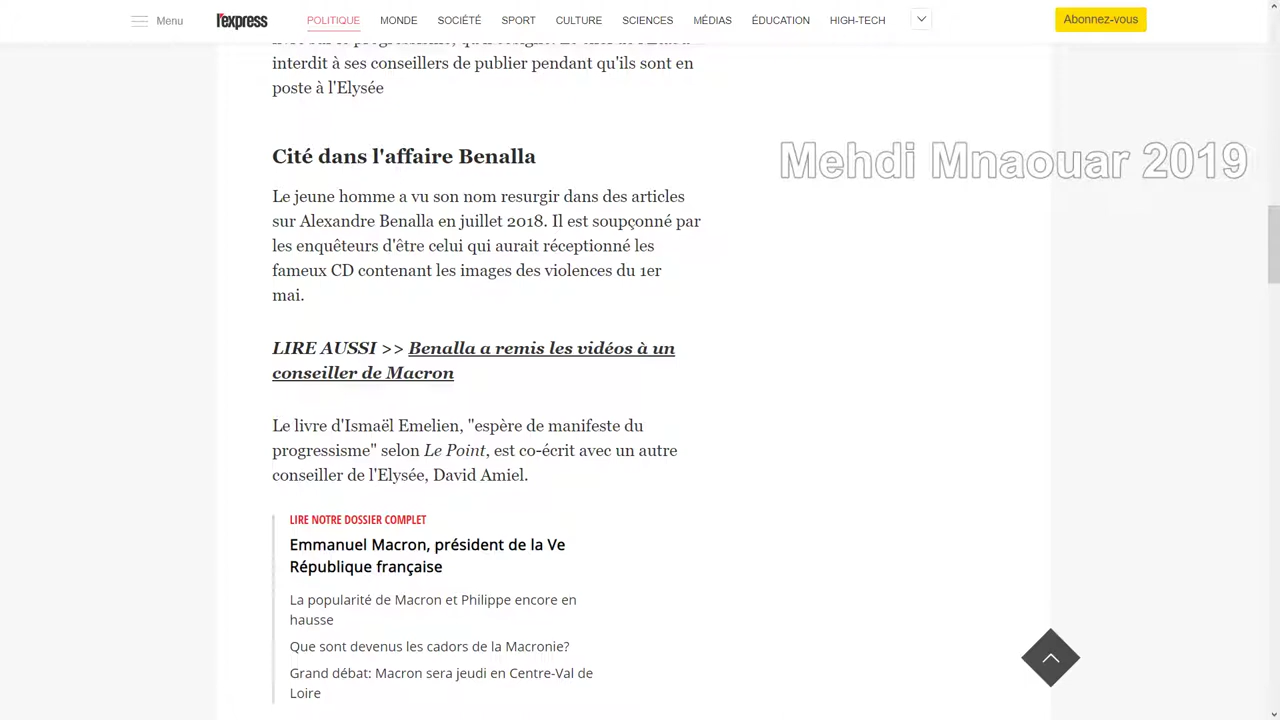 Menu
l'express
POLITIQUE
MONDE
SOCIÉTÉ
SPORT
CULTURE
SCIENCES
MÉDIAS
ÉDUCATION
HIGH-TECH
Abonnez-vous
interdit à ses conseillers de publier pendant qu'ils sont en
poste à l'Elysée
Cité dans l'affaire Benalla
Mehdi Mnaouar 2019
Le jeune homme a vu son nom resurgir dans des articles
sur Alexandre Benalla en juillet 2018. Il est soupçonné par
les enquêteurs d'être celui qui aurait réceptionné les
fameux CD contenant les images des violences du 1er
mai.
LIRE AUSSI >> Benalla a remis les vidéos à un
conseiller de Macron
Le livre d'Ismaël Emelien, "espère de manifeste du
progressisme" selon Le Point, est co-écrit avec un autre
conseiller de l'Elysée, David Amiel.
LIRE NOTRE DOSSIER COMPLET
Emmanuel Macron, président de la Ve
République française
La popularité de Macron et Philippe encore en
hausse
Que sont devenus les cadors de la Macronie?
Grand débat: Macron sera jeudi en Centre-Val de
Loire